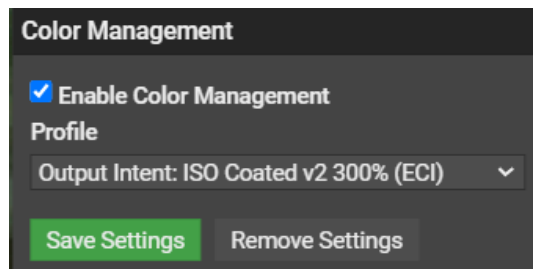 Color Management
Enable Color Management
Profile
Output Intent: ISO Coated v2 300% (ECI)
Save Settings Remove Settings